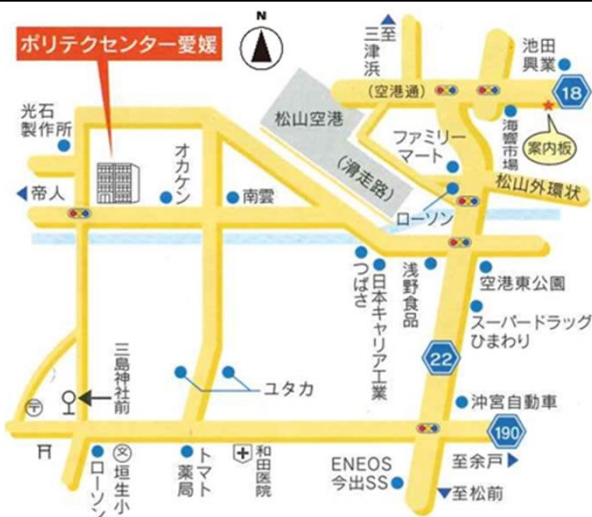 N
ポリテクセンター愛媛
至
三津浜
池田
興業
(空港通)
18
光石
製作所
松山空港
(滑走路)
ファミリー
マート
海響市場
案内板
オカケン
帝人
南雲
ローソン
松山外環状
つばさ
日本キャリア工業
浅野食品
空港東公園
スーパードラッグ
ひまわり
22
三島神社前
ユタカ
沖宮自動車
〒
190
ローソン
文
垣生小
トマト
薬局
和田医院
ENEOS
今出SS
至余戸
至松前